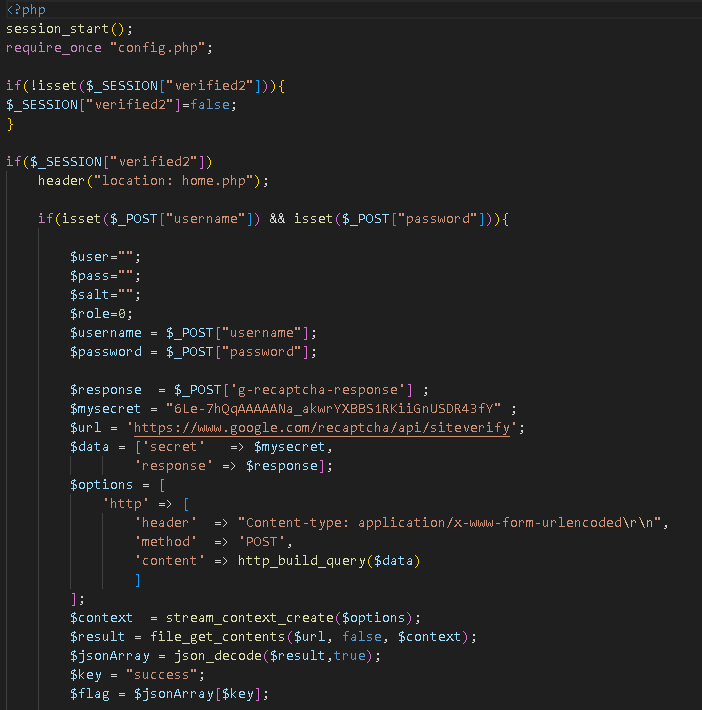 <?php
session_start();
require_once "config.php";
if(!isset($_SESSION["verified2"])){
$_SESSION["verified2"]=false;
}
if($_SESSION["verified2"])
header("location: home.php");
if(isset($_POST["username"]) && isset($_POST["password"])){
$user="";
$pass="";
$salt="";
$role=0;
$username = $_POST["username"];
$password = $_POST["password"];
$response  = $_POST['g-recaptcha-response'] ;
$mysecret = "6Le-7hQqAAAAANa_akwrYXBBS1RKiiGnUSDR43fY" ;
$url = 'https://www.google.com/recaptcha/api/siteverify';
$data = ['secret'   => $mysecret,
'response' => $response];
$options = [
'http' => [
'header'  => "Content-type: application/x-www-form-urlencoded\r\n",
'method'  => 'POST',
'content' => http_build_query($data)
]
];
$context  = stream_context_create($options);
$result = file_get_contents($url, false, $context);
$jsonArray = json_decode($result,true);
$key = "success";
$flag = $jsonArray[$key];